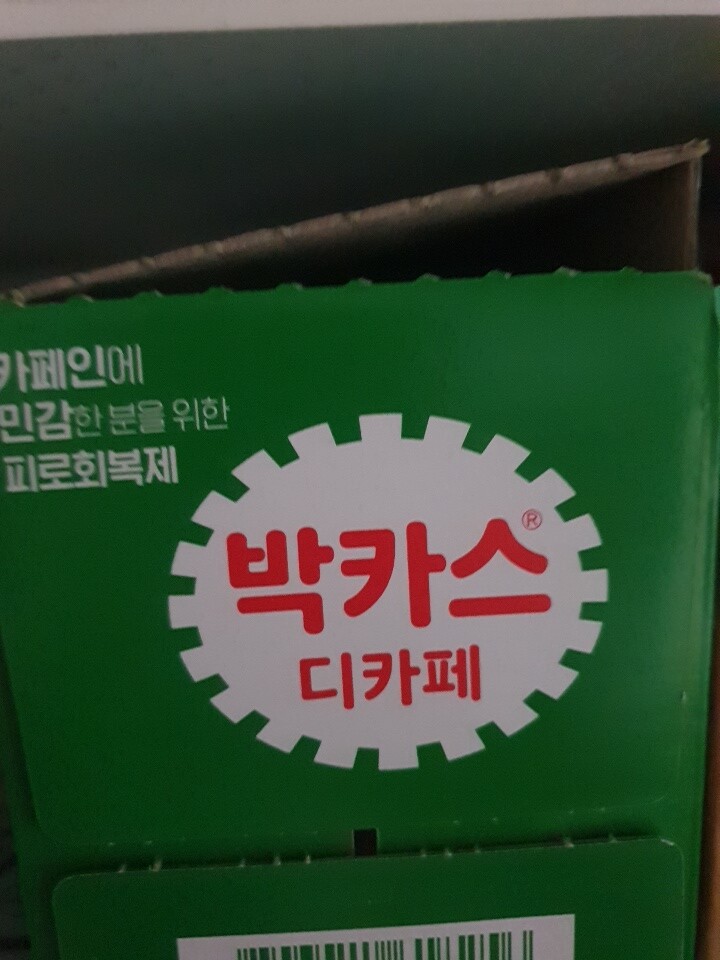 카페인에
민감한 분을 위한
피로회복제
박카스®
디카페